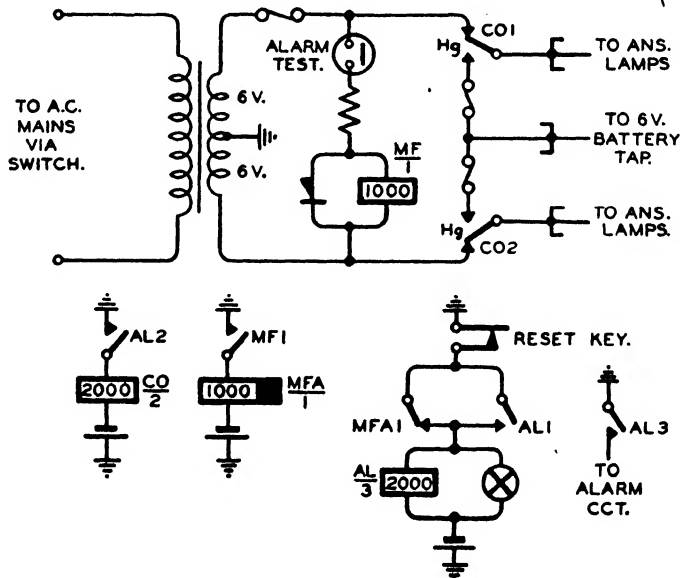 CO1
ALARM
TEST.
Hg
TO ANS.
LAMPS
6 V.
TO A.C.
MAINS
VIA
SWITCH.
MF
1
1000
TO 6V.
BATTERY
TAP.
6 V.
TO ANS.
LAMPS.
Hg
CO2
AL2
MF1
RESET KEY.
2000
CO
2
1000
MFA
1
MFA1
AL1
AL3
AL
3
2000
TO
ALARM
CCT.